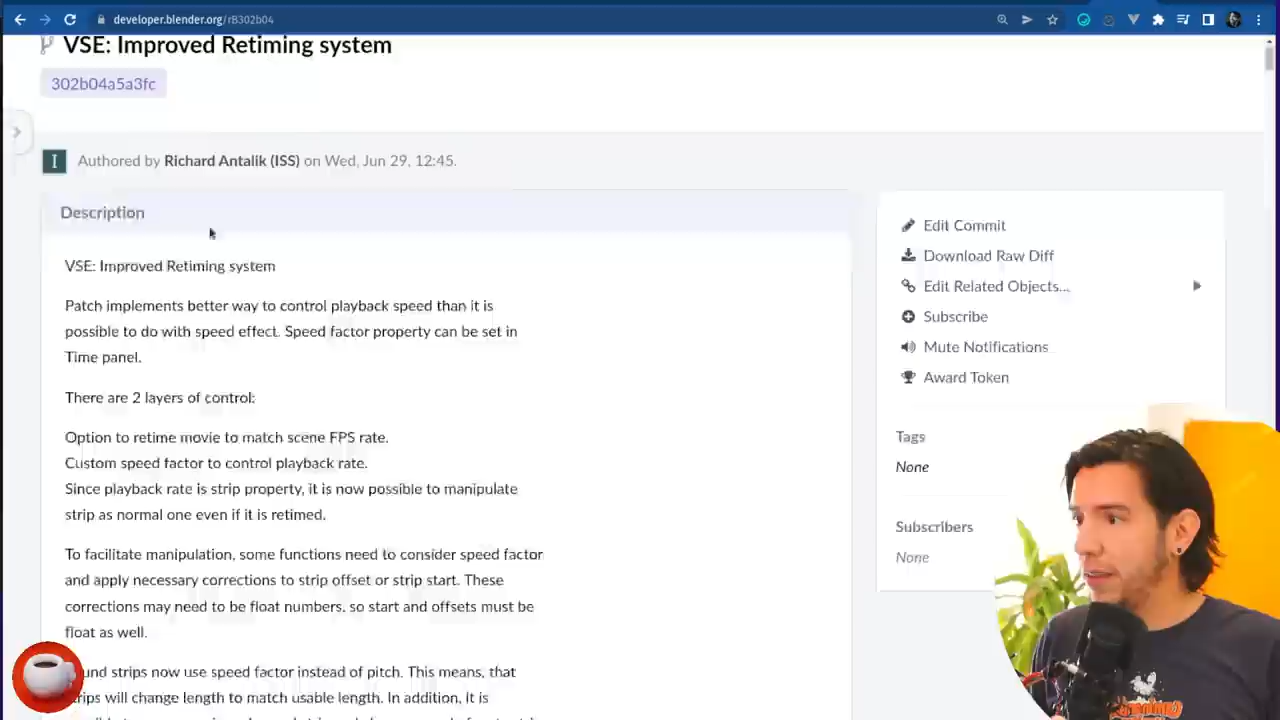 developer.blender.org/rB302b04
VSE: Improved Retiming system
302b04a5a3fc
I
Authored by Richard Antalik (ISS) on Wed, Jun 29, 12:45.
Description
VSE: Improved Retiming system
Patch implements better way to control playback speed than it is
possible to do with speed effect. Speed factor property can be set in
Time panel.
There are 2 layers of control:
Option to retime movie to match scene FPS rate.
Custom speed factor to control playback rate.
Since playback rate is strip property, it is now possible to manipulate
strip as normal one even if it is retimed.
To facilitate manipulation, some functions need to consider speed factor
and apply necessary corrections to strip offset or strip start. These
corrections may need to be float numbers, so start and offsets must be
float as well.
und strips now use speed factor instead of pitch. This means, that
rips will change length to match usable length. In addition, it is
Edit Commit
Download Raw Diff
Edit Related Objects...
Subscribe
Mute Notifications
Award Token
Tags
None
Subscribers
None